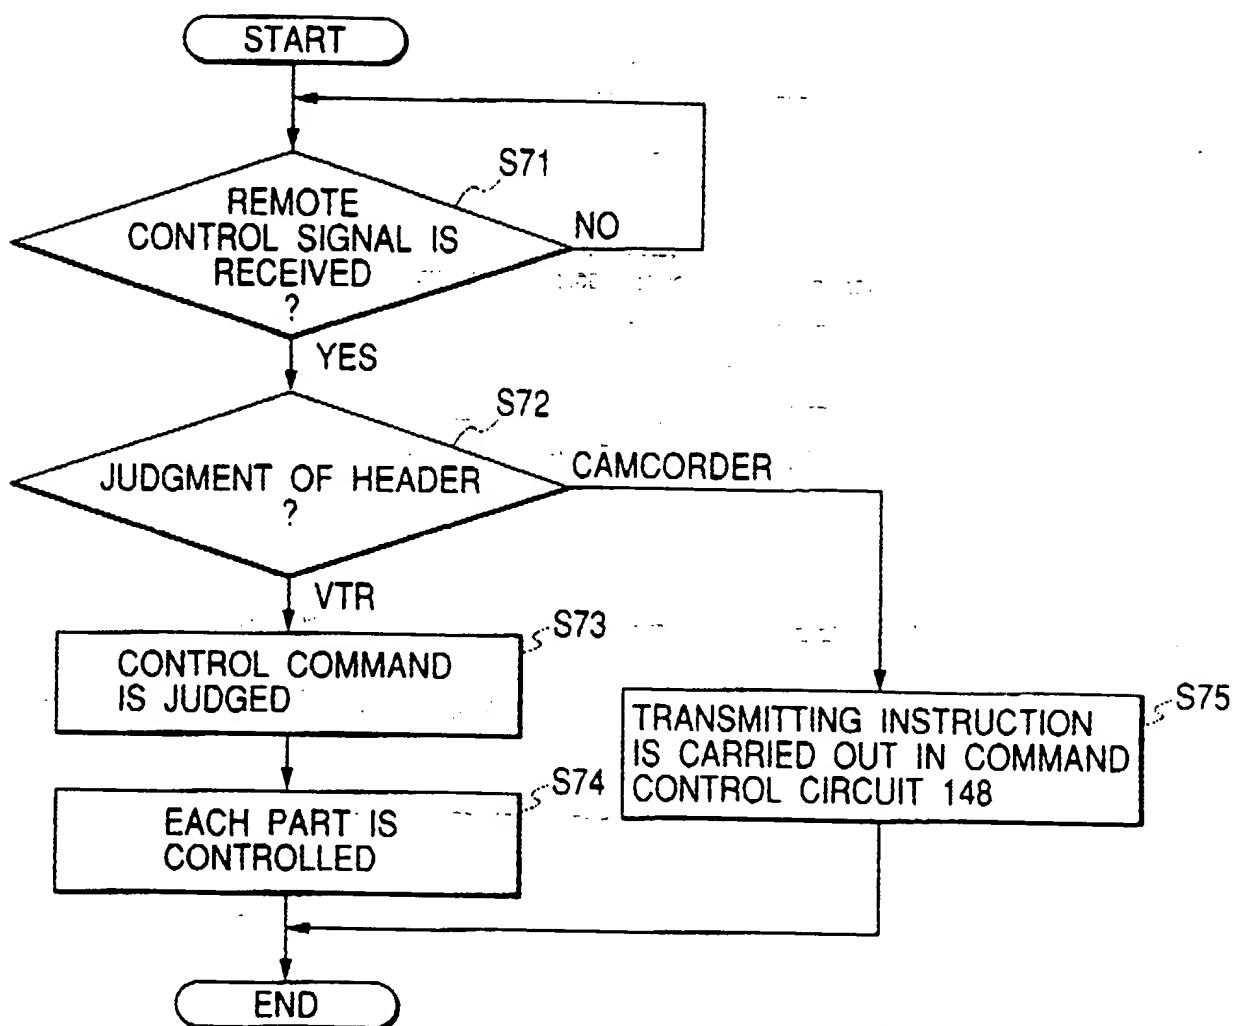 START
S71
REMOTE
CONTROL SIGNAL IS
RECEIVED
?
NO
YES
S72
JUDGMENT OF HEADER
?
CAMCORDER
VTR
S73
CONTROL COMMAND
IS JUDGED
S75
TRANSMITTING INSTRUCTION
IS CARRIED OUT IN COMMAND
CONTROL CIRCUIT 148
S74
EACH PART IS
CONTROLLED
END